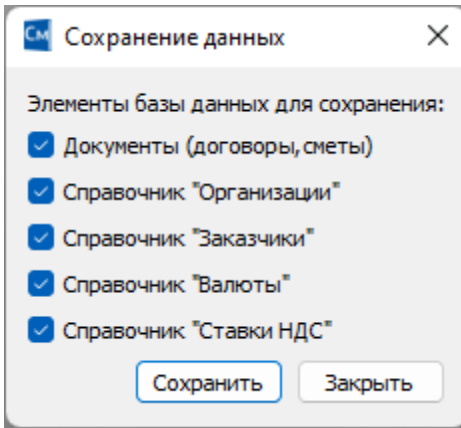 См Сохранение данных
Элементы базы данных для сохранения:
Документы (договоры, сметы)
Справочник "Организации"
Справочник "Заказчики"
Справочник "Валюты"
Справочник "Ставки НДС"
Сохранить Закрыть